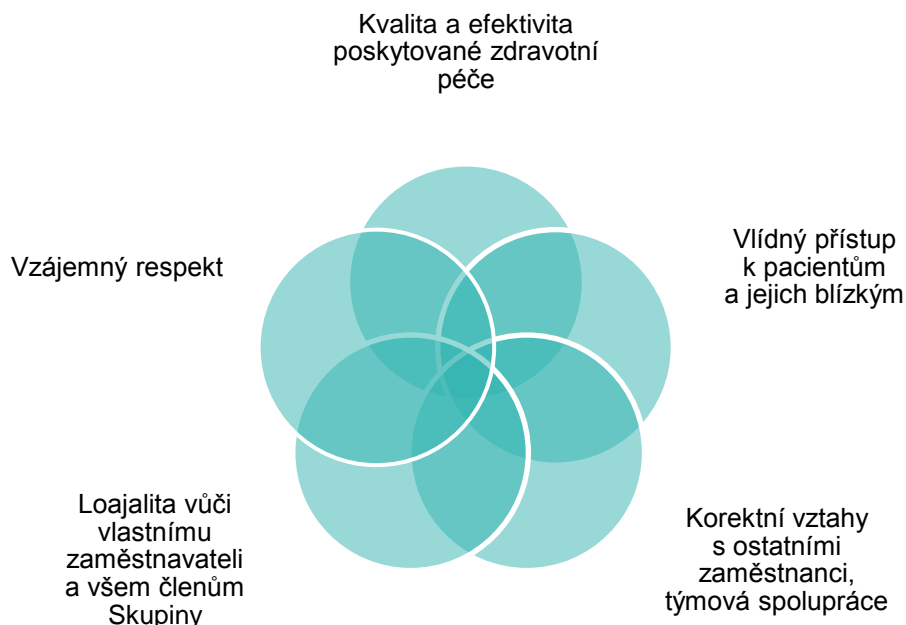 Kvalita a efektivita
poskytované zdravotní
péče
Vlídný přístup
k pacientům
a jejich blízkým
Vzájemný respekt
Korektní vztahy
s ostatními
zaměstnanci,
týmová spolupráce
Loajalita vůči
vlastnímu
zaměstnavateli
a všem členům
Skupiny